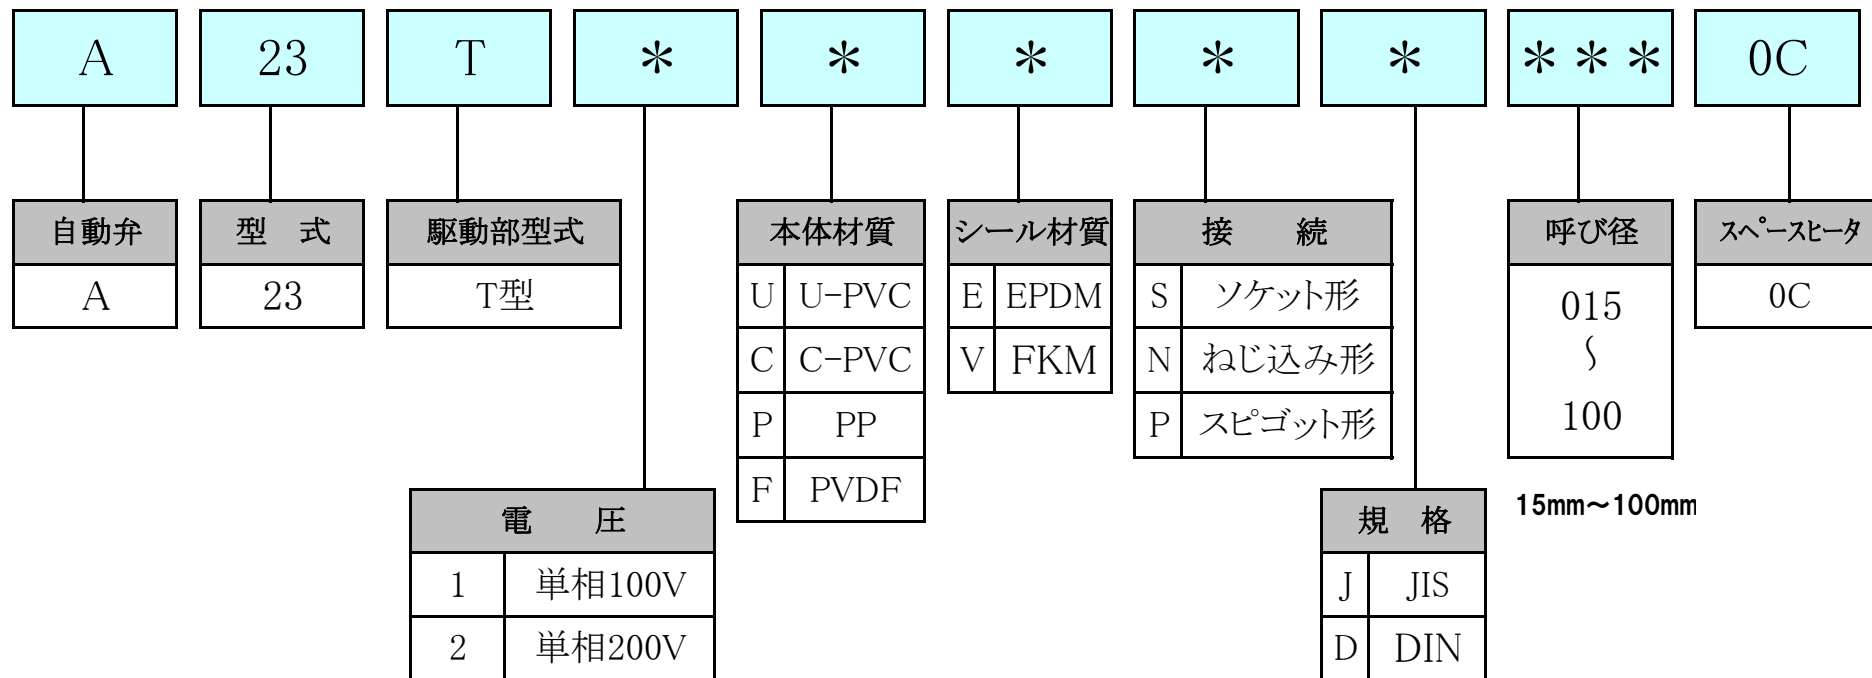 A 23 T * * * * * *** 0C
自動弁 型　式 駆動部型式 本体材質 シール材質 接　続 呼び径 スペースヒータ
A 23 T型 U U-PVC E EPDM S ソケット形 015 0C
C C-PVC V FKM N ねじ込み形 〜
P PP P スピゴット形 100
F PVDF
15mm～100mm
電　圧 規　格
1 単相100V J JIS
2 単相200V D DIN